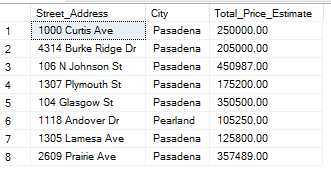 Street_Address City Total_Price_Estimate
1 1000 Curtis Ave Pasadena 250000.00
2 4314 Burke Ridge Dr Pasadena 205000.00
3 106 N Johnson St Pasadena 450987.00
4 1307 Plymouth St Pasadena 175200.00
5 104 Glasgow St Pasadena 350500.00
6 1118 Andover Dr Pearland 105250.00
7 1305 Lamesa Ave Pasadena 125800.00
8 2609 Prairie Ave Pasadena 357489.00